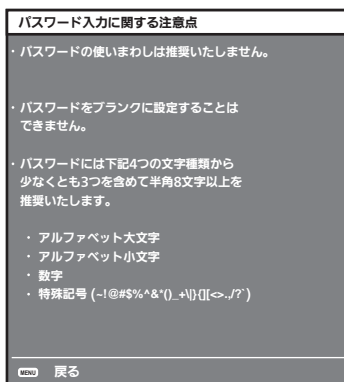 パスワード入力に関する注意点
・パスワードの使いまわしは推奨いたしません。
・パスワードをブランクに設定することは
できません。
・パスワードには下記4つの文字種類から
少なくとも3つを含めて半角8文字以上を
推奨いたします。
・ アルファベット大文字
・ アルファベット小文字
・ 数字
・ 特殊記号 (~!@#$%^&*()_+\|}{][<>.,/?`)
MENU 戻る